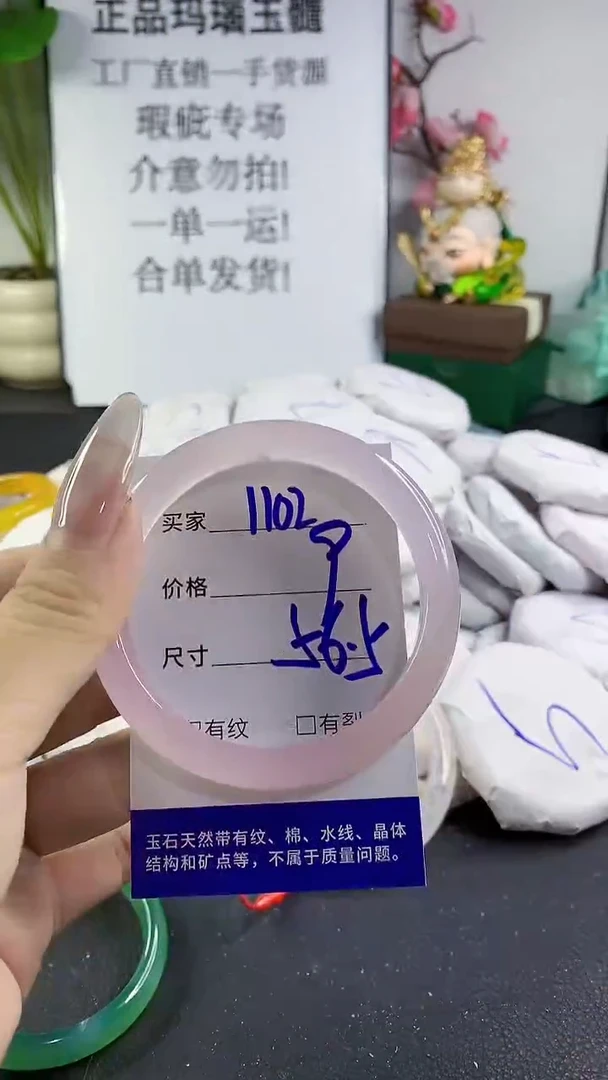 正品玛瑙玉髓
工厂直销一手货源
瑕疵专场
介意勿拍!
一单一运!
合单发货!
买家 1102
价格
尺寸 56.5
有纹 □有裂
玉石天然带有纹、棉、水线、晶体
结构和矿点等，不属于质量问题。